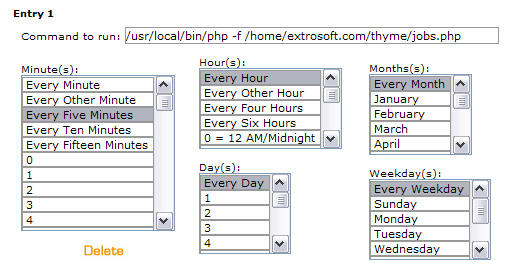 Entry 1
Command to run: /usr/local/bin/php -f /home/extrosoft.com/thyme/jobs.php
Minute(s):
Every Minute
Every Other Minute
Every Five Minutes
Every Ten Minutes
Every Fifteen Minutes
0
1
2
3
4
Delete
Hour(s):
Every Hour
Every Other Hour
Every Four Hours
Every Six Hours
0 = 12 AM/Midnight
Day(s):
Every Day
1
2
3
4
Months(s):
Every Month
January
February
March
April
Weekday(s):
Every Weekday
Sunday
Monday
Tuesday
Wednesday